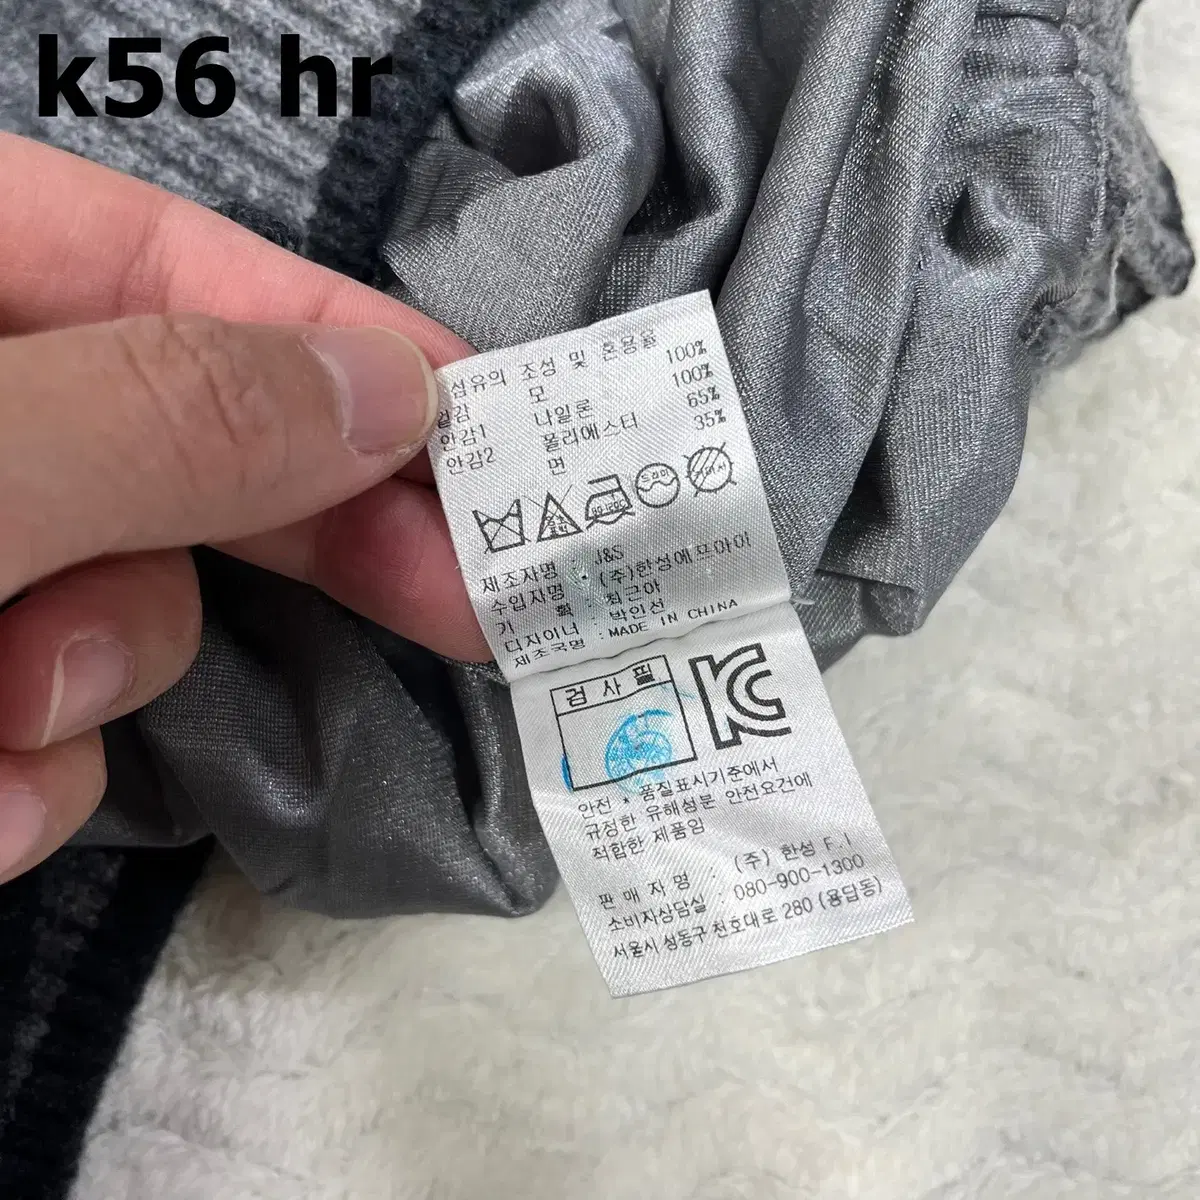 k56 hr
섬유의 조성 및 혼용율
겉감 모 100%
안감1 나일론 100%
안감2 폴리에스터 65%
면 35%
드라이
제조자명 : J&S
수입자명 : (주)한성에프아이
기 획 : 최근아
디자이너 : 박인선
제조국명 : MADE IN CHINA
검사필
안전 * 품질표시기준에서
규정한 유해성분 안전요건에
적합한 제품임
판 매 자 명 : (주) 한성 F.I
소비자상담실 : 080-900-1300
서울시 성동구 천호대로 280 (용답동)